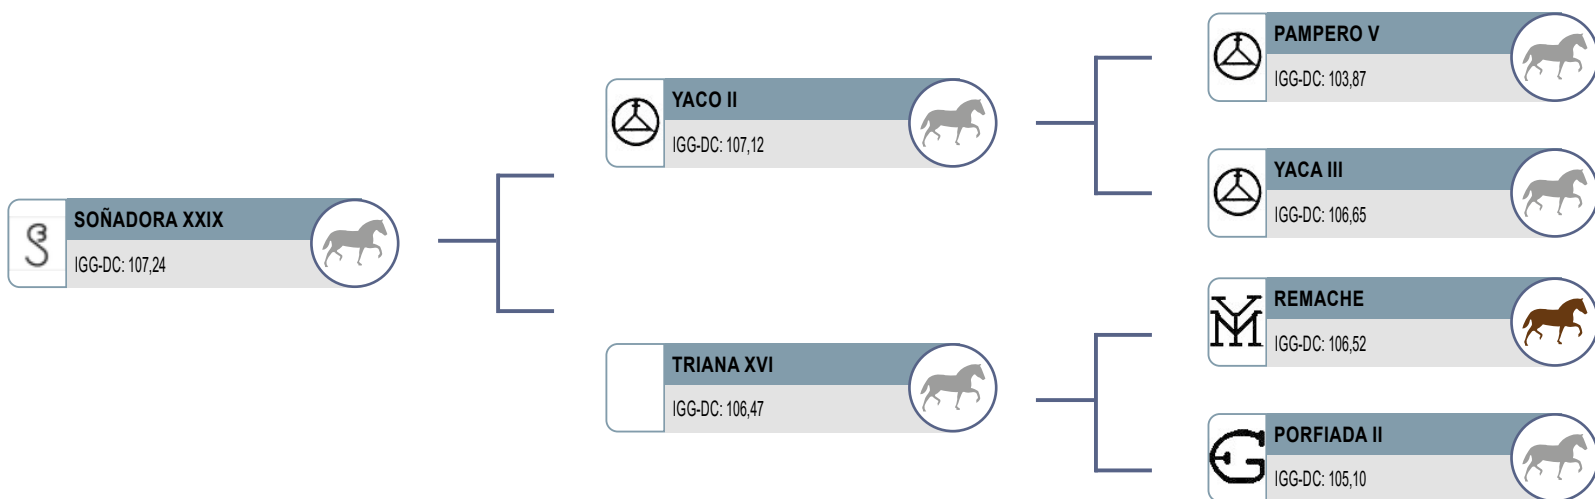 PAMPERO V
IGG-DC: 103,87
YACO II
IGG-DC: 107,12
YACA III
IGG-DC: 106,65
SOÑADORA XXIX
IGG-DC: 107,24
REMACHE
IGG-DC: 106,52
TRIANA XVI
IGG-DC: 106,47
PORFIADA II
IGG-DC: 105,10